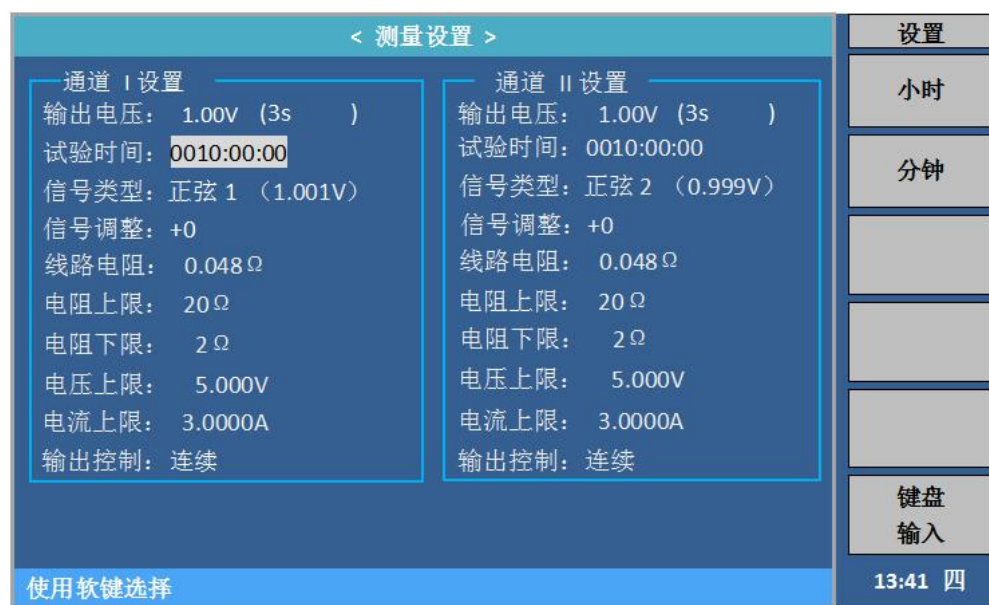 < 测量设置 >
通道 I 设置
输出电压： 1.00V (3s )
试验时间：0010:00:00
信号类型：正弦 1 （1.001V）
信号调整：+0
线路电阻： 0.048Ω
电阻上限： 20Ω
电阻下限： 2Ω
电压上限： 5.000V
电流上限： 3.0000A
输出控制：连续
通道 II 设置
输出电压： 1.00V (3s )
试验时间：0010:00:00
信号类型：正弦 2 （0.999V）
信号调整：+0
线路电阻： 0.048Ω
电阻上限： 20Ω
电阻下限： 2Ω
电压上限： 5.000V
电流上限： 3.0000A
输出控制：连续
使用软键选择
设置
小时
分钟
键盘
输入
13:41 四